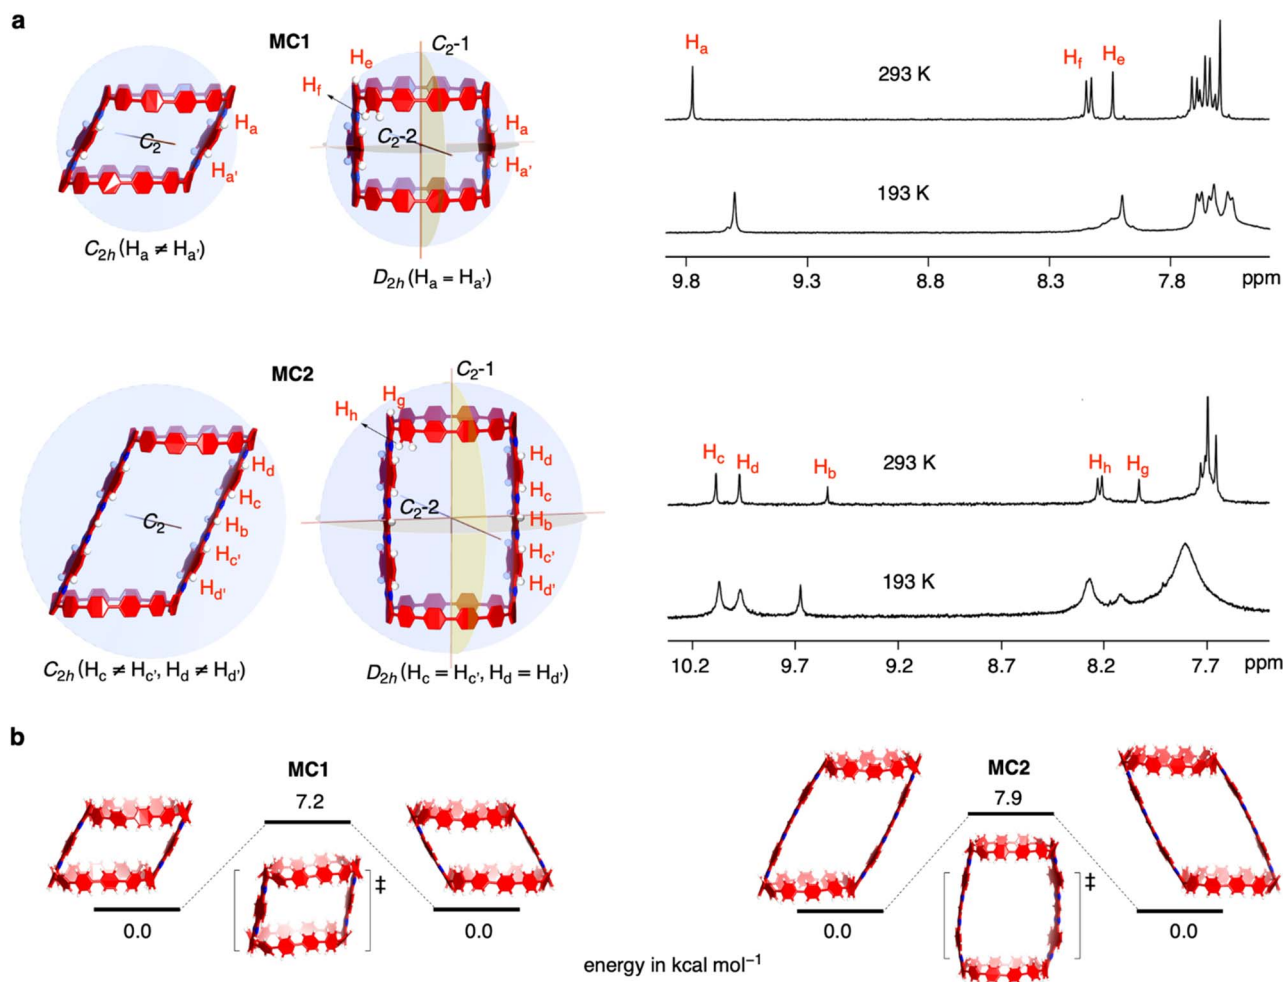 a
MC1
C2-1
He
Hf
C2
Ha
Ha'
C2-2
Ha
Ha'
C2h (Ha ≠ Ha')
D2h (Ha = Ha')
Ha
293 K
Hf
He
193 K
9.8 9.3 8.8 8.3 7.8 ppm
MC2
C2-1
Hg
Hh
C2
Hd
Hc
Hb
Hc'
Hd'
C2-2
Hd
Hc
Hb
Hc'
Hd'
C2h (Hc ≠ Hc', Hd ≠ Hd')
D2h (Hc = Hc', Hd = Hd')
Hc
Hd
Hb
293 K
Hh
Hg
193 K
10.2 9.7 9.2 8.7 8.2 7.7 ppm
b
MC1
7.2
‡
0.0
0.0
MC2
7.9
‡
0.0
0.0
energy in kcal mol−1